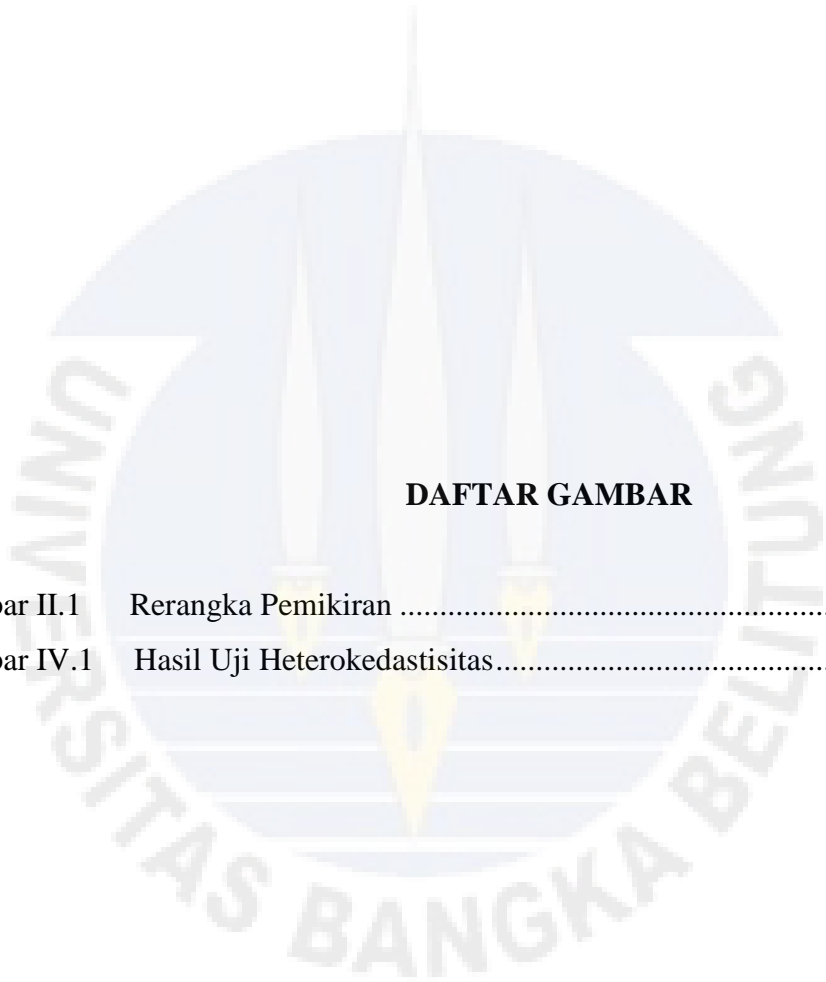 DAFTAR GAMBAR
bar II.1 Rerangka Pemikiran ......................................................
bar IV.1 Hasil Uji Heterokedastisitas..........................................
UNIVERSITAS BANGKA BELITUNG